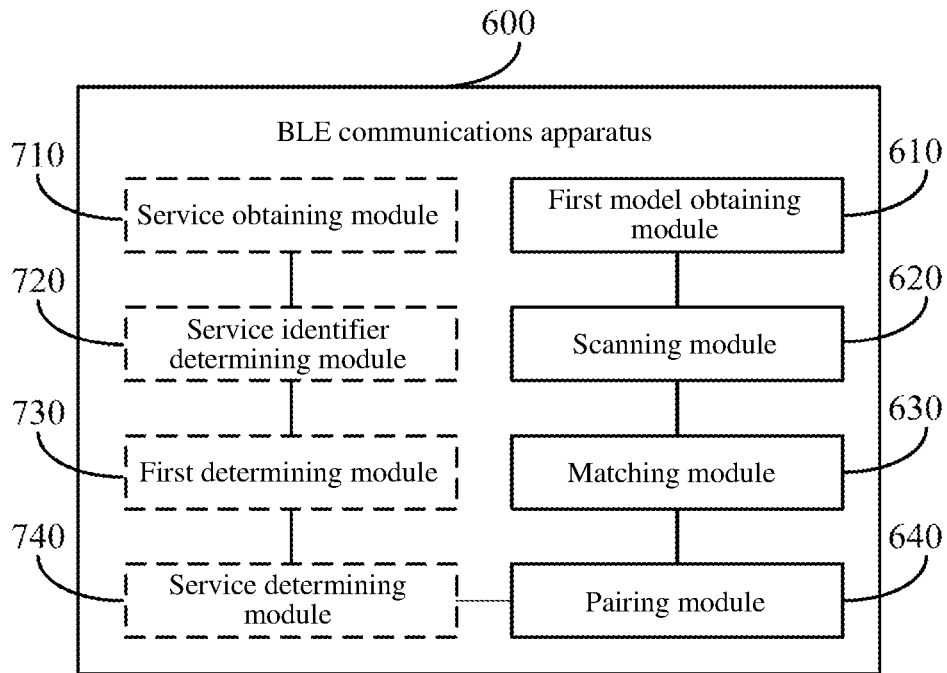 600
BLE communications apparatus
710
610
Service obtaining module
First model obtaining
module
720
620
Service identifier
determining module
Scanning module
730
630
First determining module
Matching module
740
640
Service determining
module
Pairing module